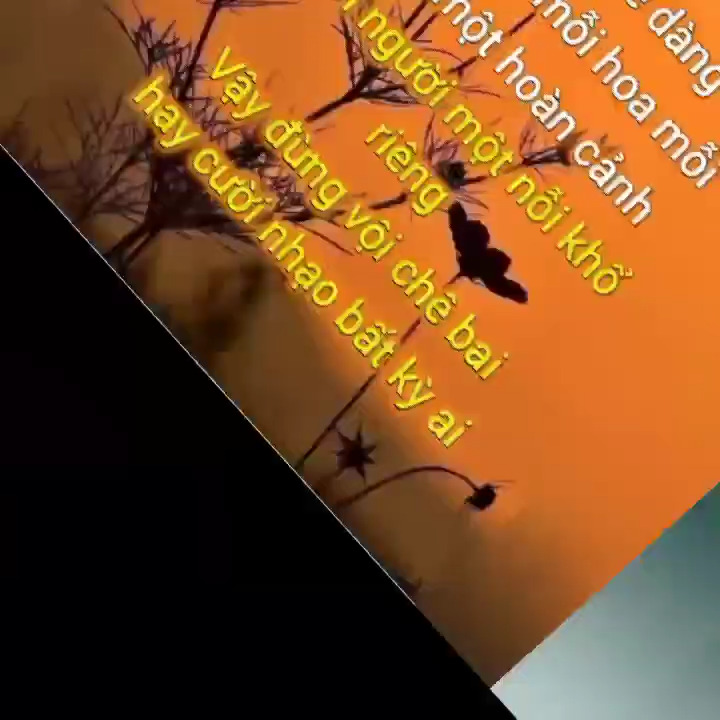 dàng
mỗi hoa mỗi
một hoàn cảnh
người một nỗi khổ
riêng
Vậy đừng vội chê bai
hay cười nhạo bất kỳ ai